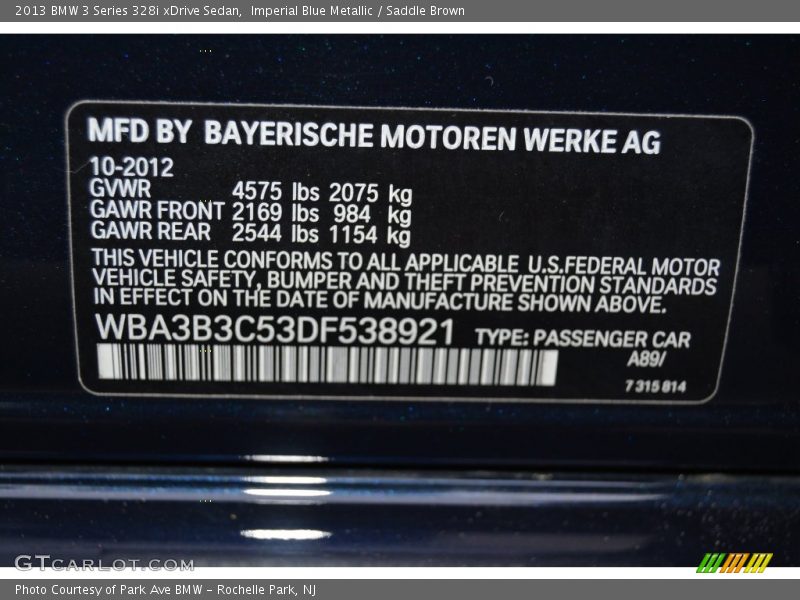 2013 BMW 3 Series 328i xDrive Sedan,  Imperial Blue Metallic / Saddle Brown
MFD BY BAYERISCHE MOTOREN WERKE AG
10-2012
GVWR 4575 lbs 2075 kg
GAWR FRONT 2169 lbs 984 kg
GAWR REAR 2544 lbs 1154 kg
THIS VEHICLE CONFORMS TO ALL APPLICABLE U.S.FEDERAL MOTOR
VEHICLE SAFETY, BUMPER AND THEFT PREVENTION STANDARDS
IN EFFECT ON THE DATE OF MANUFACTURE SHOWN ABOVE.
WBA3B3C53DF538921 TYPE: PASSENGER CAR
A89/
7 315 814
GTCARLOT.COM
Photo Courtesy of Park Ave BMW - Rochelle Park, NJ